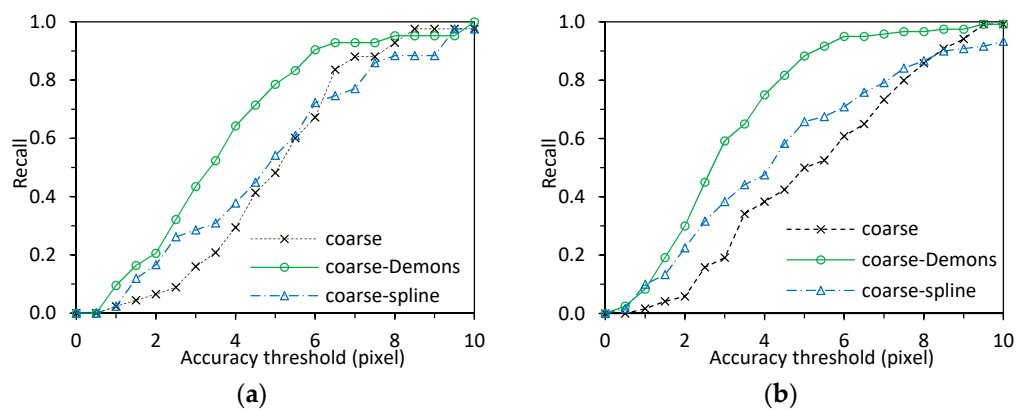 1.0
0.8
0.6
0.4
0.2
0.0
Recall
0 2 4 6 8 10
Accuracy threshold (pixel)
coarse
coarse-Demons
coarse-spline
(a)
1.0
0.8
0.6
0.4
0.2
0.0
Recall
0 2 4 6 8 10
Accuracy threshold (pixel)
coarse
coarse-Demons
coarse-spline
(b)